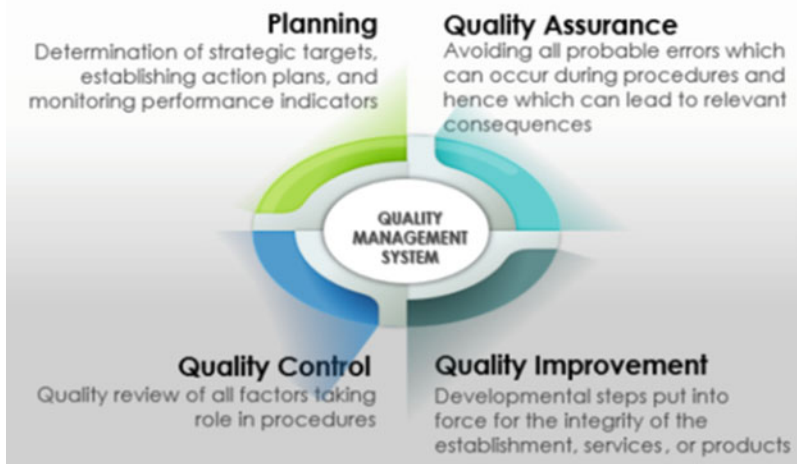 Planning
Determination of strategic targets,
establishing action plans, and
monitoring performance indicators
Quality Assurance
Avoiding all probable errors which
can occur during procedures and
hence which can lead to relevant
consequences
QUALITY
MANAGEMENT
SYSTEM
Quality Control
Quality review of all factors taking
role in procedures
Quality Improvement
Developmental steps put into
force for the integrity of the
establishment, services, or products